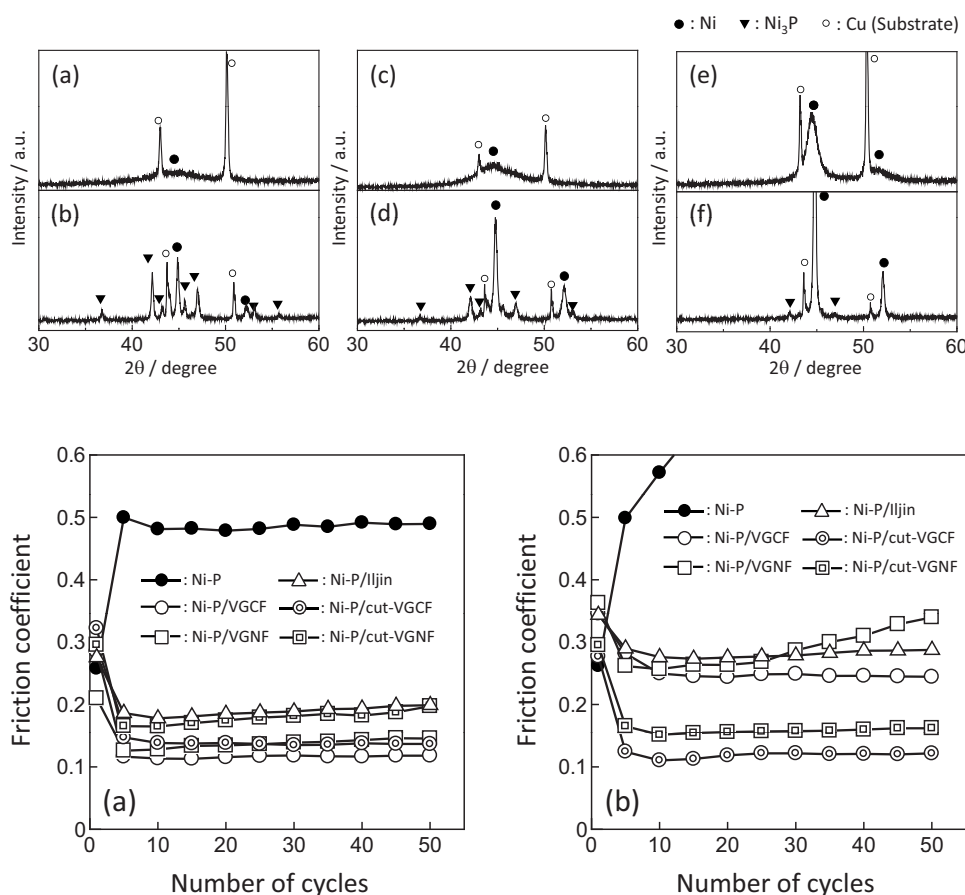 ● : Ni ▼ : Ni₃P ○ : Cu (Substrate)
(a) (c) (e)
Intensity / a.u. Intensity / a.u. Intensity / a.u.
(b) (d) (f)
Intensity / a.u. Intensity / a.u. Intensity / a.u.
30 40 50 60 30 40 50 60 30 40 50 60
2θ / degree 2θ / degree 2θ / degree
0.6
0.5
0.4
0.3
0.2
0.1
0
Friction coefficient
: Ni-P : Ni-P/Iljin
: Ni-P/VGCF : Ni-P/cut-VGCF
: Ni-P/VGNF : Ni-P/cut-VGNF
(a)
0 10 20 30 40 50
Number of cycles
0.6
0.5
0.4
0.3
0.2
0.1
0
Friction coefficient
: Ni-P : Ni-P/Iljin
: Ni-P/VGCF : Ni-P/cut-VGCF
: Ni-P/VGNF : Ni-P/cut-VGNF
(b)
0 10 20 30 40 50
Number of cycles